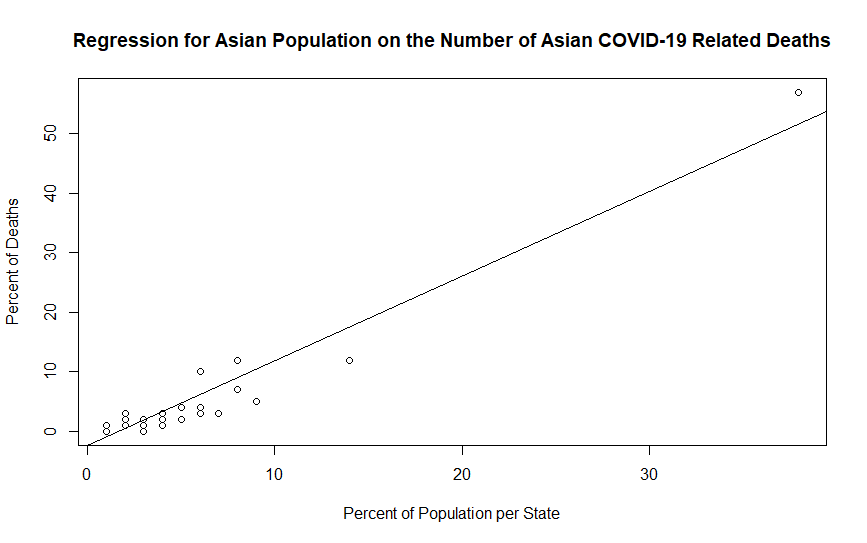 Regression for Asian Population on the Number of Asian COVID-19 Related Deaths
Percent of Deaths
50
40
30
20
10
0
0 10 20 30
Percent of Population per State